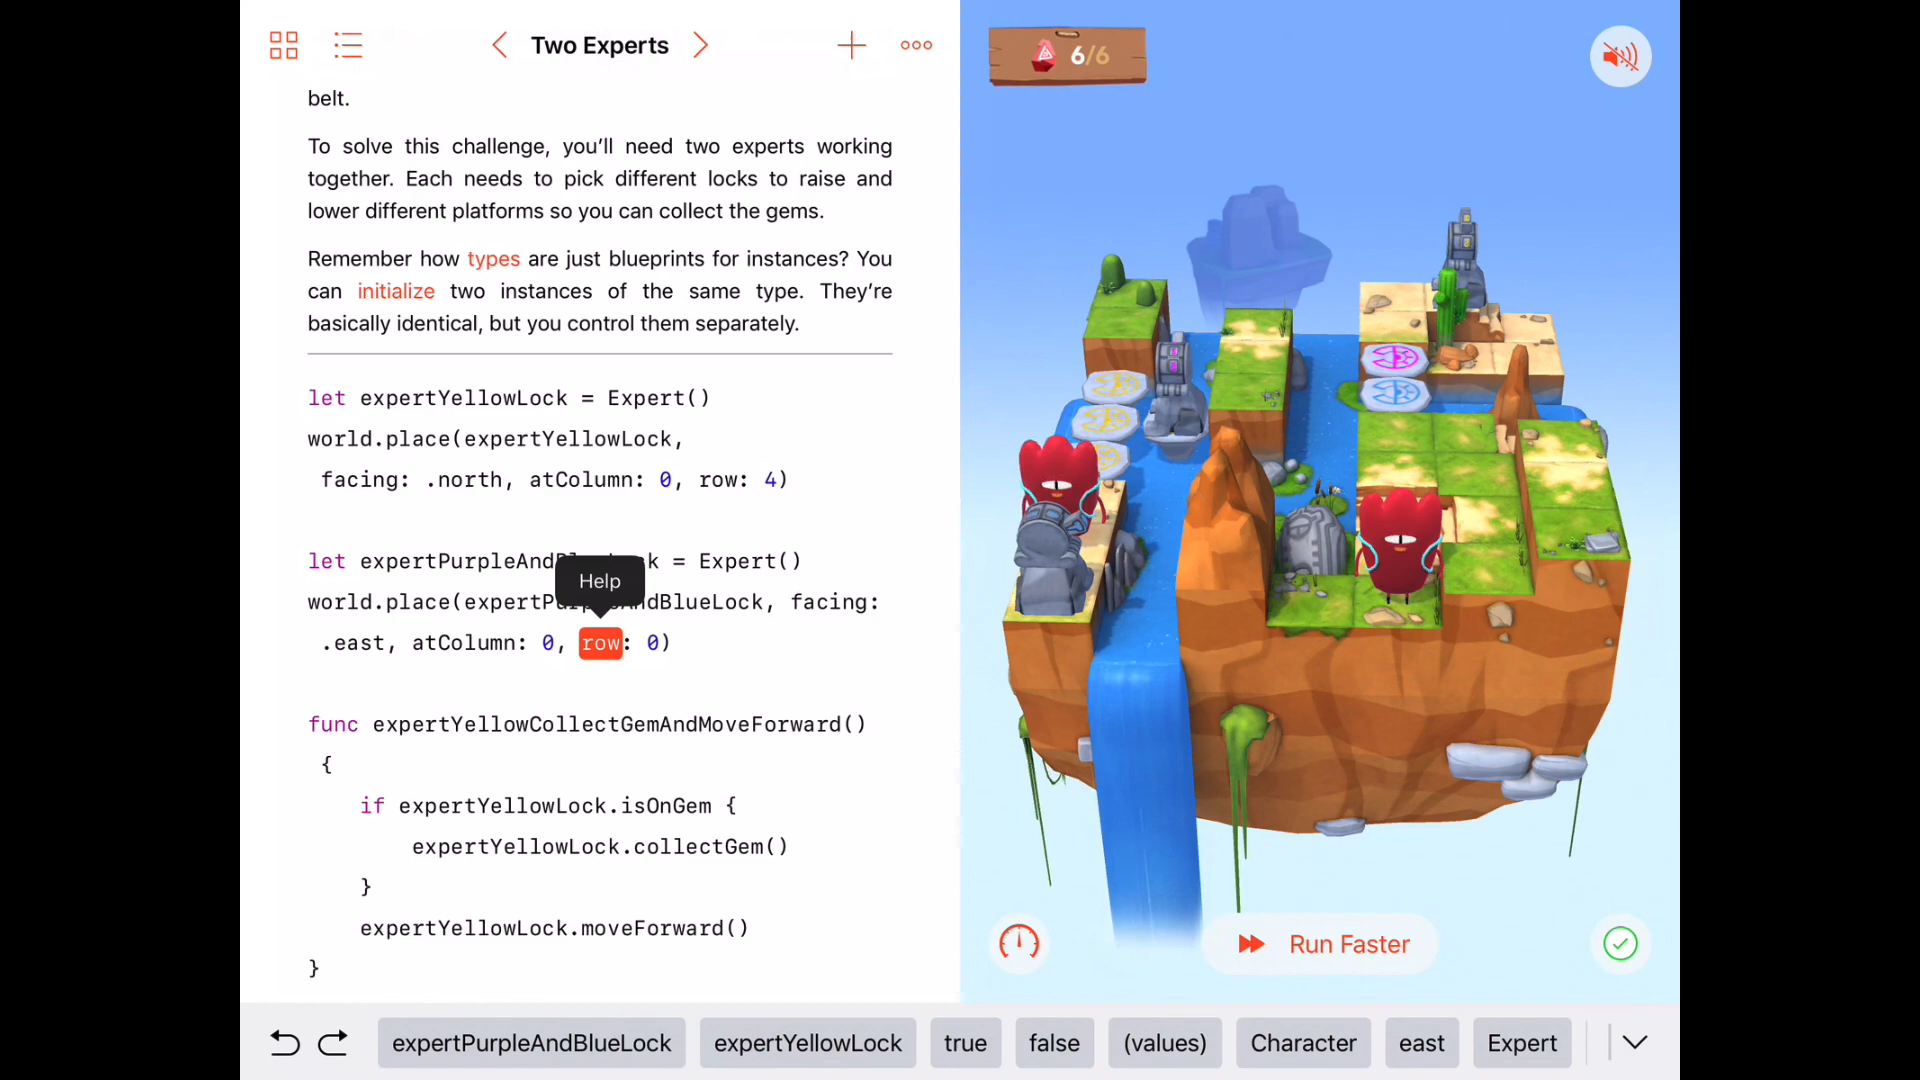 Two Experts
belt.
To solve this challenge, you’ll need two experts working
together. Each needs to pick different locks to raise and
lower different platforms so you can collect the gems.
Remember how types are just blueprints for instances? You
can initialize two instances of the same type. They’re
basically identical, but you control them separately.
let expertYellowLock = Expert()
world.place(expertYellowLock,
facing: .north, atColumn: 0, row: 4)
let expertPurpleAnd k = Expert()
Help
world.place(expertPurpleAndBlueLock, facing:
.east, atColumn: 0, row: 0)
func expertYellowCollectGemAndMoveForward()
{
if expertYellowLock.isOnGem {
expertYellowLock.collectGem()
}
expertYellowLock.moveForward()
}
6/6
Run Faster
expertPurpleAndBlueLock expertYellowLock true false (values) Character east Expert